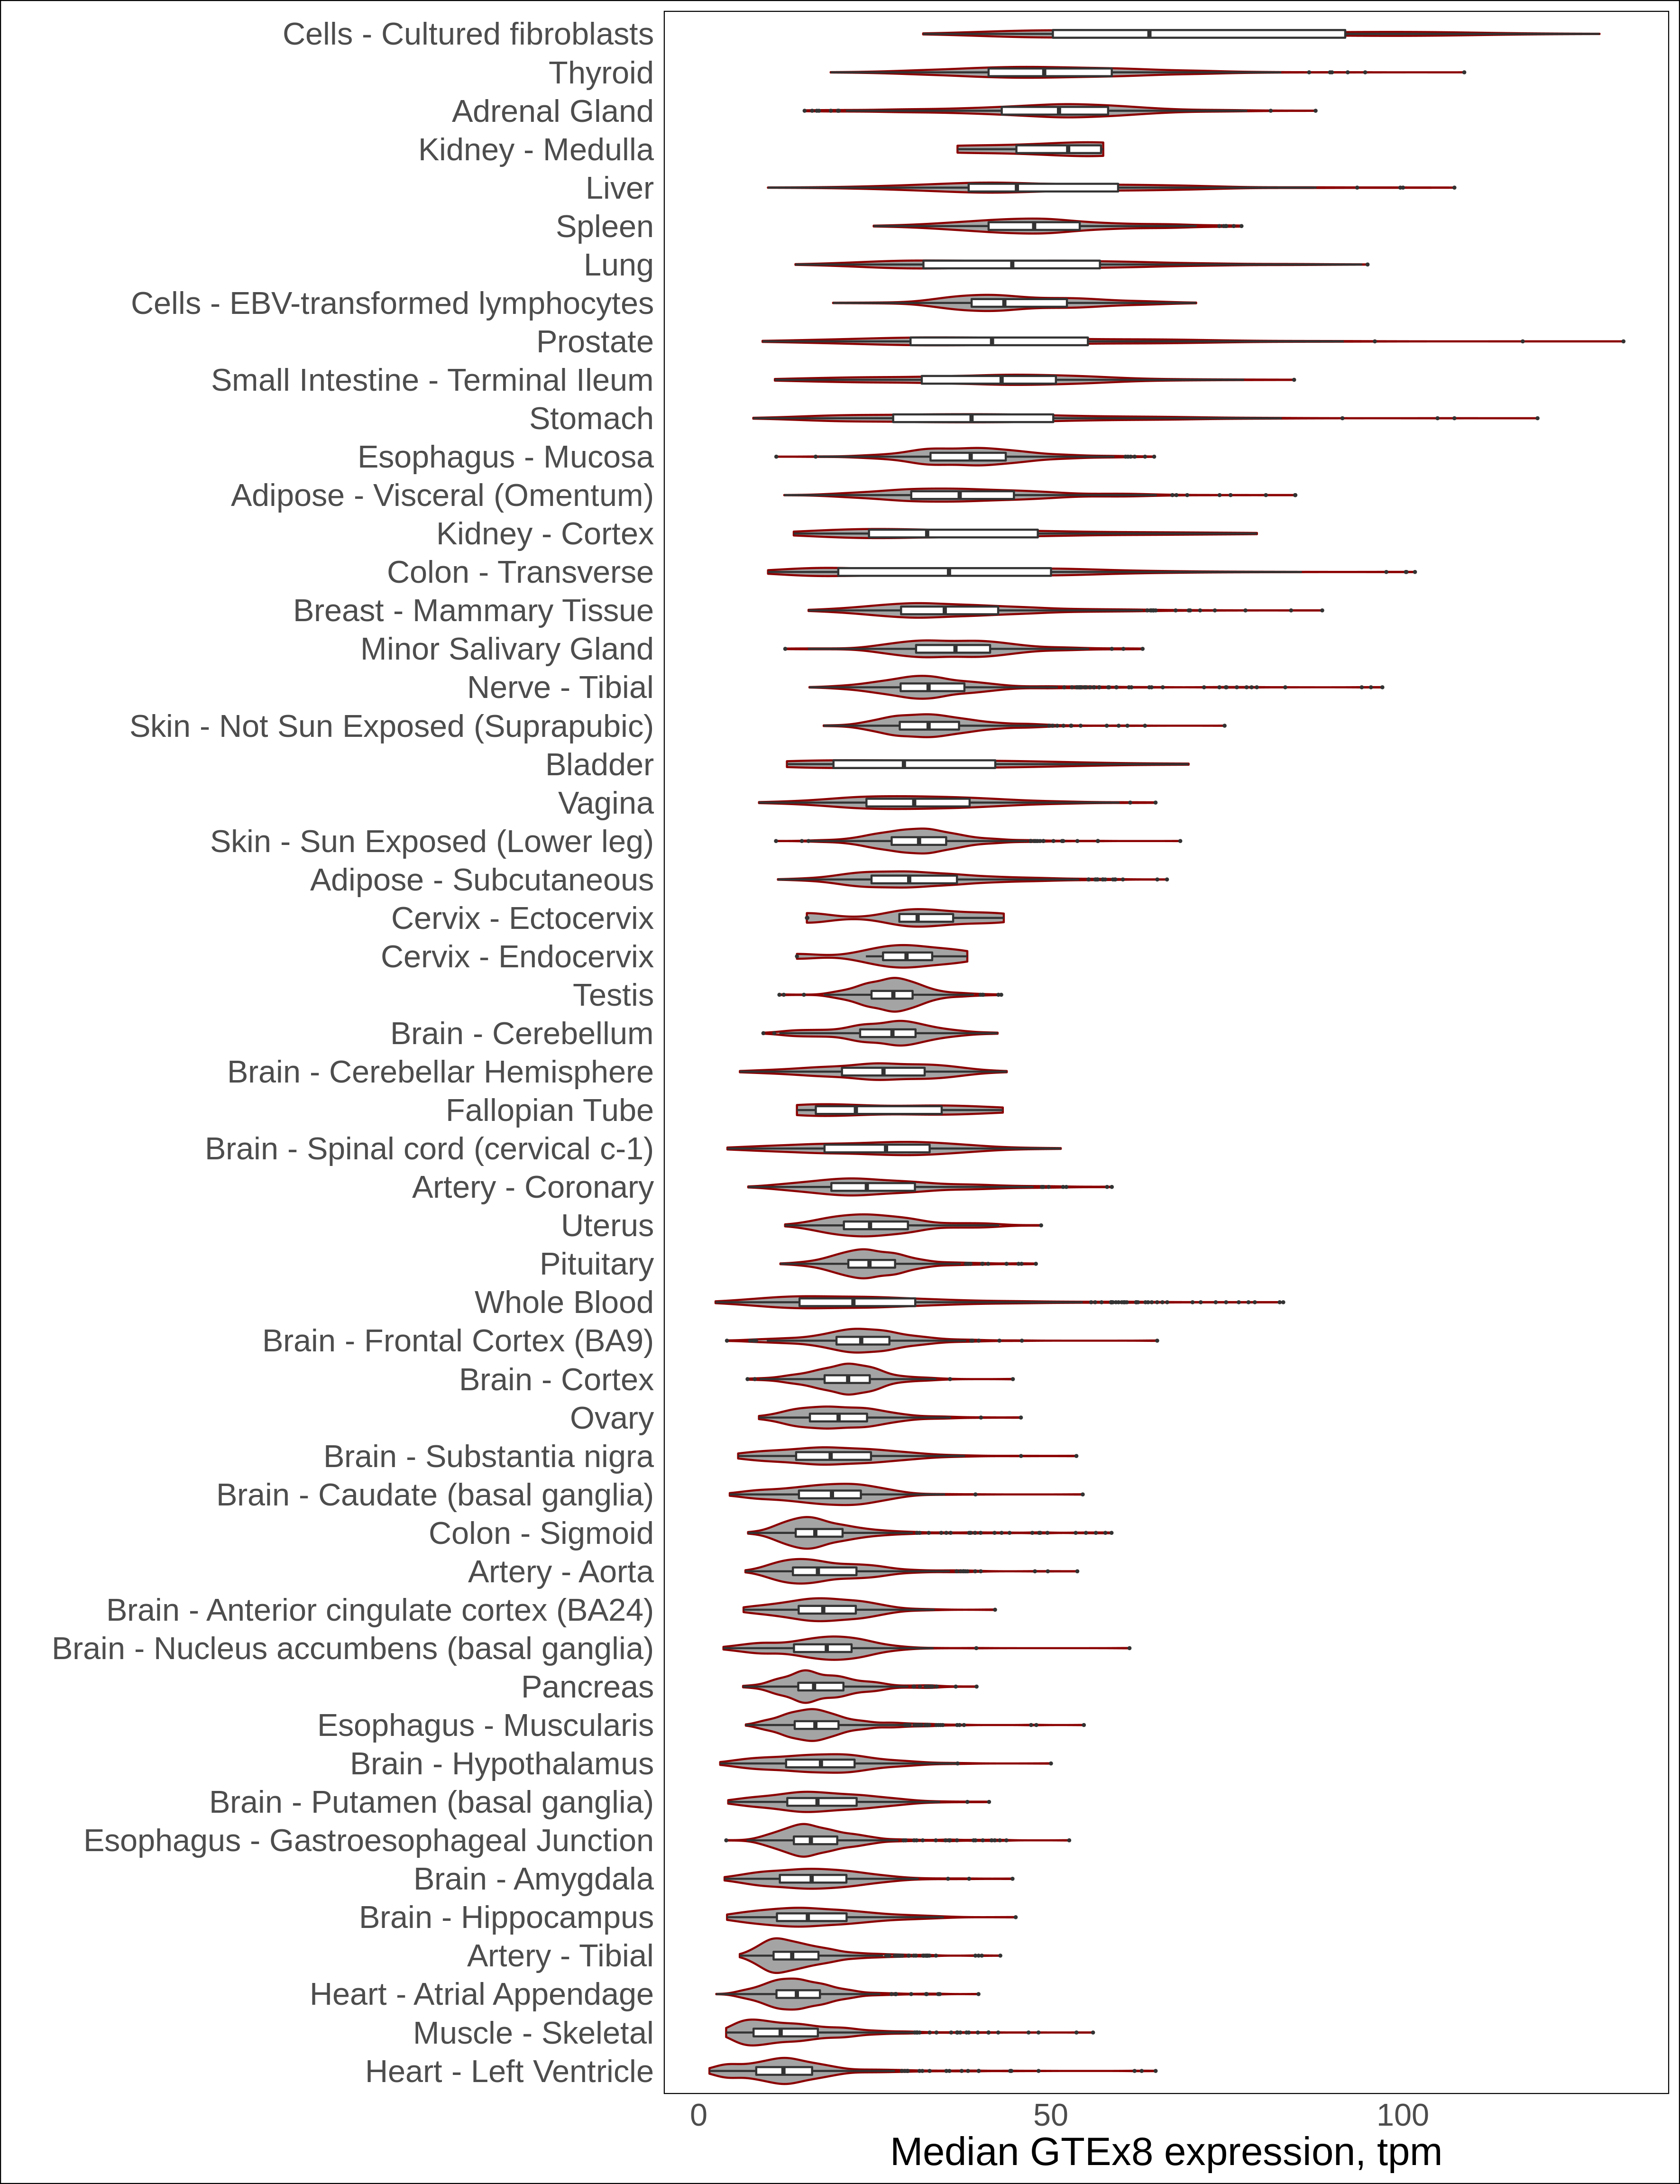 Cells - Cultured fibroblasts
Thyroid
Adrenal Gland
Kidney - Medulla
Liver
Spleen
Lung
Cells - EBV-transformed lymphocytes
Prostate
Small Intestine - Terminal Ileum
Stomach
Esophagus - Mucosa
Adipose - Visceral (Omentum)
Kidney - Cortex
Colon - Transverse
Breast - Mammary Tissue
Minor Salivary Gland
Nerve - Tibial
Skin - Not Sun Exposed (Suprapubic)
Bladder
Vagina
Skin - Sun Exposed (Lower leg)
Adipose - Subcutaneous
Cervix - Ectocervix
Cervix - Endocervix
Testis
Brain - Cerebellum
Brain - Cerebellar Hemisphere
Fallopian Tube
Brain - Spinal cord (cervical c-1)
Artery - Coronary
Uterus
Pituitary
Whole Blood
Brain - Frontal Cortex (BA9)
Brain - Cortex
Ovary
Brain - Substantia nigra
Brain - Caudate (basal ganglia)
Colon - Sigmoid
Artery - Aorta
Brain - Anterior cingulate cortex (BA24)
Brain - Nucleus accumbens (basal ganglia)
Pancreas
Esophagus - Muscularis
Brain - Hypothalamus
Brain - Putamen (basal ganglia)
Esophagus - Gastroesophageal Junction
Brain - Amygdala
Brain - Hippocampus
Artery - Tibial
Heart - Atrial Appendage
Muscle - Skeletal
Heart - Left Ventricle
0 50 100
Median GTEx8 expression, tpm